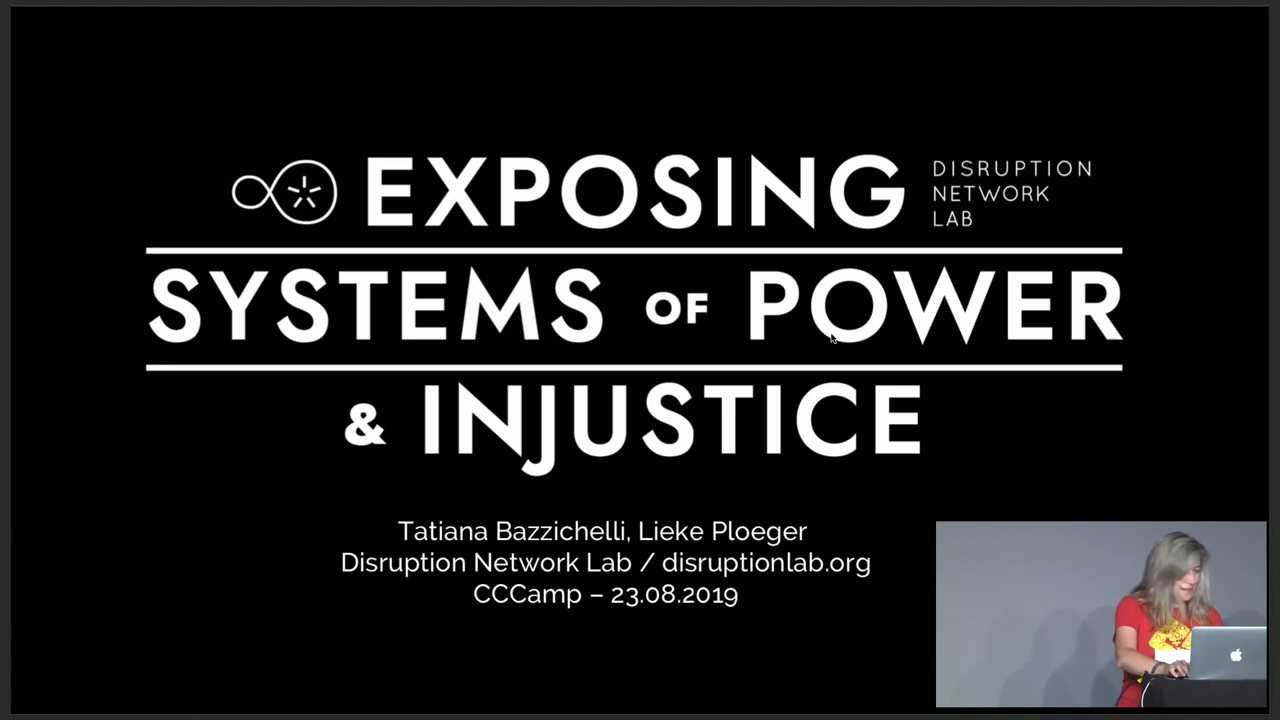 EXPOSING
DISRUPTION
NETWORK
LAB
SYSTEMS OF POWER
& INJUSTICE
Tatiana Bazzichelli, Lieke Ploeger
Disruption Network Lab / disruptionlab.org
CCCamp – 23.08.2019